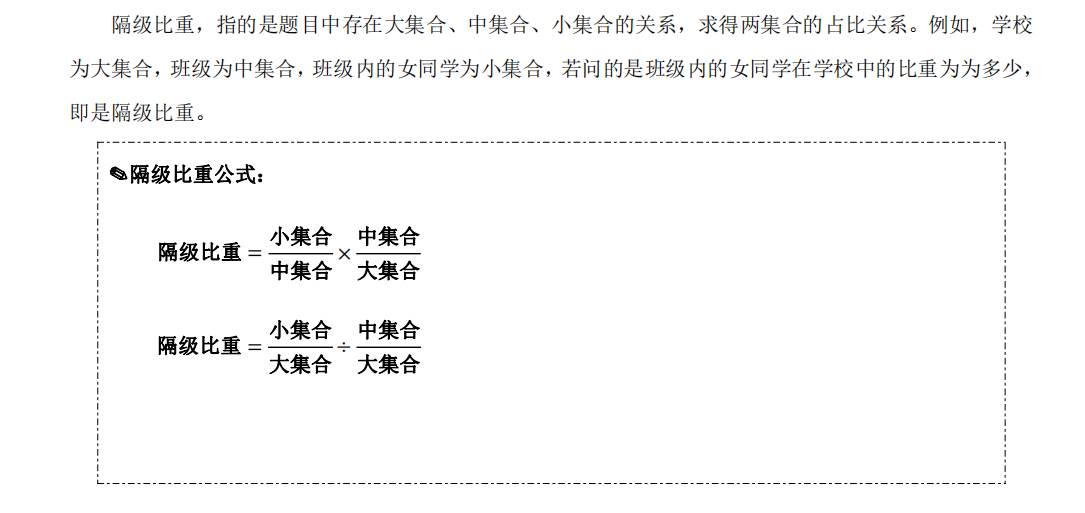 隔级比重，指的是题目中存在大集合、中集合、小集合的关系，求得两集合的占比关系。例如，学校
为大集合，班级为中集合，班级内的女同学为小集合，若问的是班级内的女同学在学校中的比重为为多少，
即是隔级比重。
✎隔级比重公式：
隔级比重 = 小集合/中集合 × 中集合/大集合
隔级比重 = 小集合/大集合 ÷ 中集合/大集合